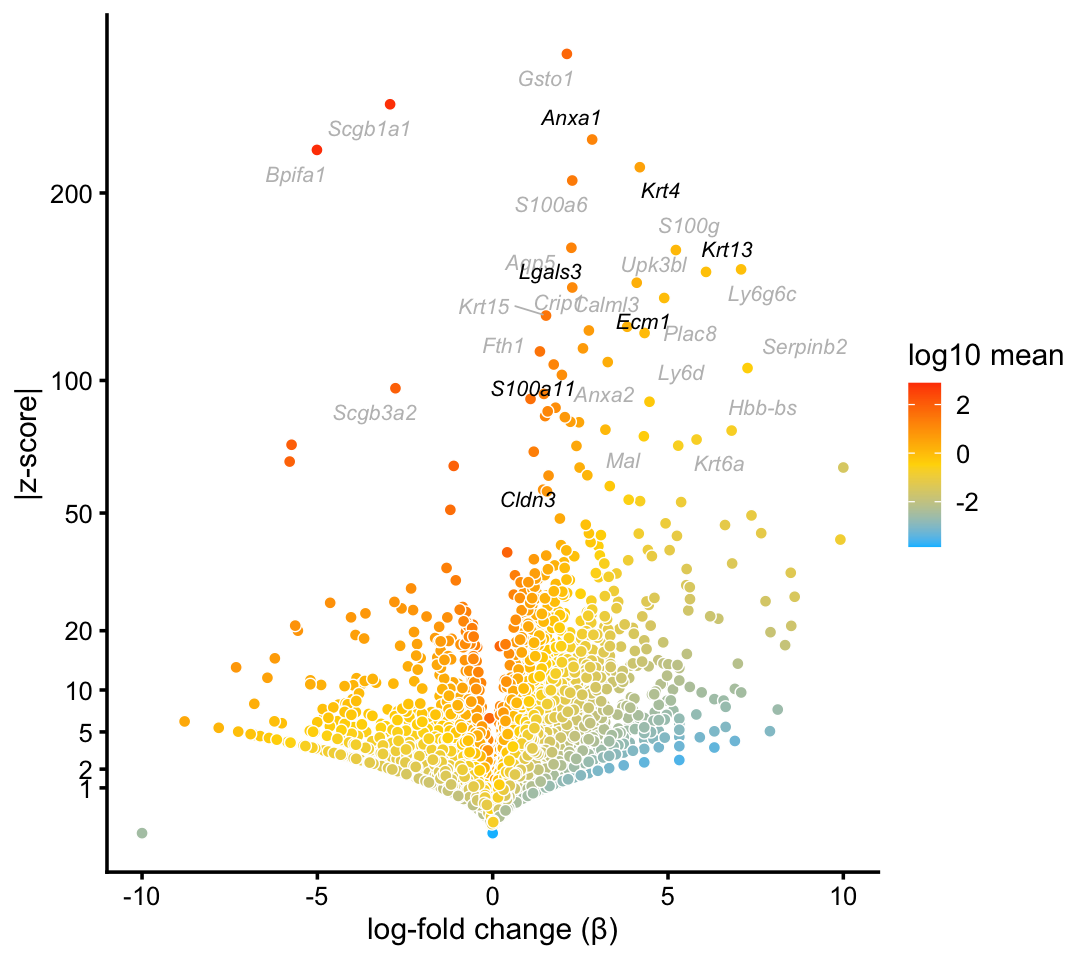 Gsto1
Anxa1
Scgb1a1
Bpifa1
Krt4
200
S100a6
S100g
Krt13
Aqp5
Lgals3
Upk3bl
Ly6g6c
Krt15
Crip1
Calml3
Ecm1
Plac8
Fth1
Serpinb2
log10 mean
100
Ly6d
S100a11
Anxa2
Scgb3a2
Hbb-bs
2
0
-2
Mal
Krt6a
Cldn3
50
20
10
5
2
1
|z-score|
-10
-5
0
5
10
log-fold change (β)